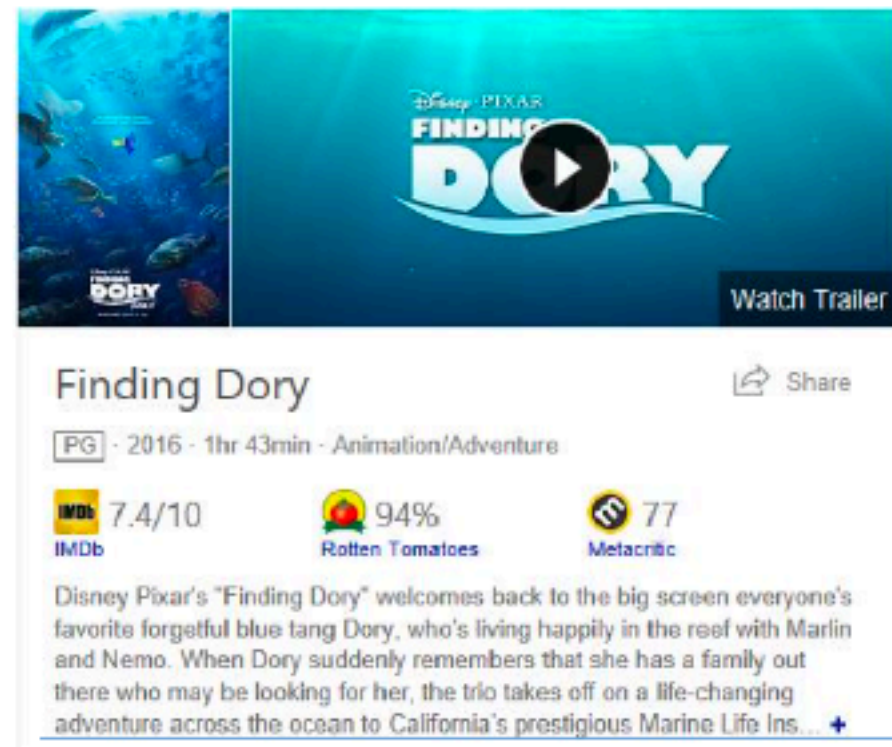 Disney · PIXAR
FINDING
DORY
DORY
Watch Trailer
Finding Dory
Share
PG · 2016 · 1hr 43min · Animation/Adventure
IMDb 7.4/10
94%
m 77
IMDb
Rotten Tomatoes
Metacritic
Disney Pixar's "Finding Dory" welcomes back to the big screen everyone's
favorite forgetful blue tang Dory, who's living happily in the reef with Marlin
and Nemo. When Dory suddenly remembers that she has a family out
there who may be looking for her, the trio takes off on a life-changing
adventure across the ocean to California's prestigious Marine Life Ins... +